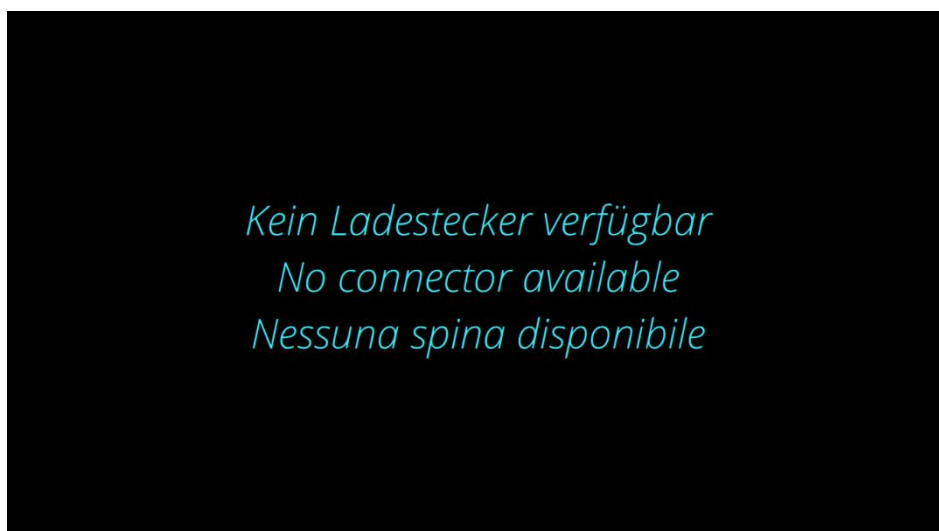 Kein Ladestecker verfügbar
No connector available
Nessuna spina disponibile